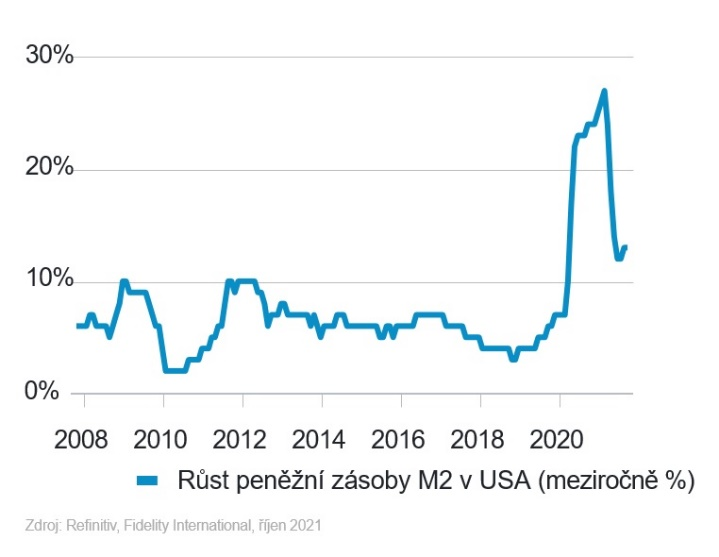 30%
20%
10%
0%
2008 2010 2012 2014 2016 2018 2020
Růst peněžní zásoby M2 v USA (meziročně %)
Zdroj: Refinitiv, Fidelity International, říjen 2021